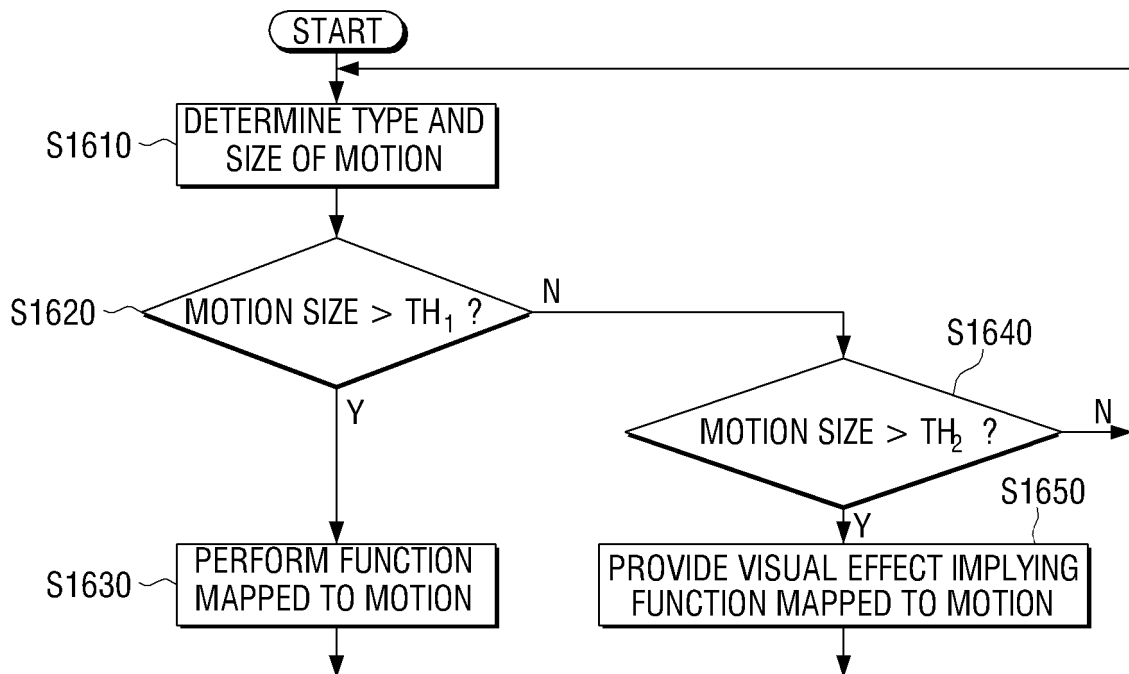 START
S1610
DETERMINE TYPE AND
SIZE OF MOTION
S1620
MOTION SIZE > TH₁ ?
N
Y
S1640
MOTION SIZE > TH₂ ?
N
Y
S1630
PERFORM FUNCTION
MAPPED TO MOTION
S1650
PROVIDE VISUAL EFFECT IMPLYING
FUNCTION MAPPED TO MOTION